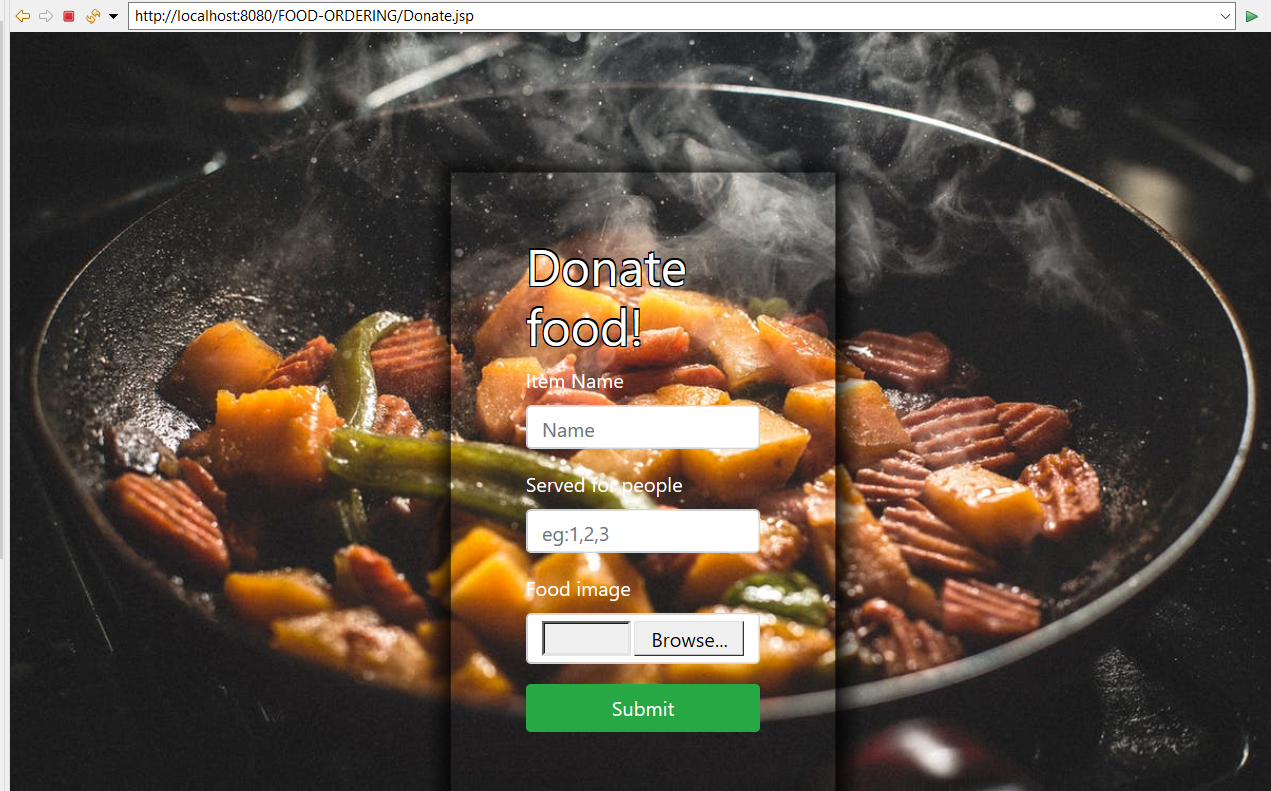 http://localhost:8080/FOOD-ORDERING/Donate.jsp
Donate
food!
Item Name
Name
Served for people
eg:1,2,3
Food image
Browse...
Submit